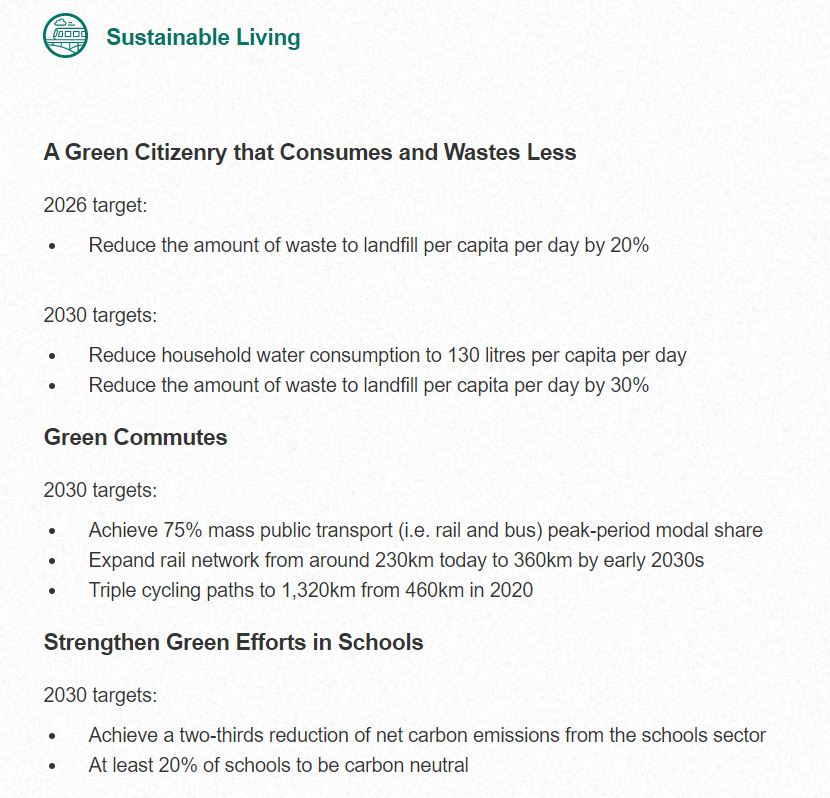 Sustainable Living
A Green Citizenry that Consumes and Wastes Less
2026 target:
• Reduce the amount of waste to landfill per capita per day by 20%
2030 targets:
• Reduce household water consumption to 130 litres per capita per day
• Reduce the amount of waste to landfill per capita per day by 30%
Green Commutes
2030 targets:
• Achieve 75% mass public transport (i.e. rail and bus) peak-period modal share
• Expand rail network from around 230km today to 360km by early 2030s
• Triple cycling paths to 1,320km from 460km in 2020
Strengthen Green Efforts in Schools
2030 targets:
• Achieve a two-thirds reduction of net carbon emissions from the schools sector
• At least 20% of schools to be carbon neutral